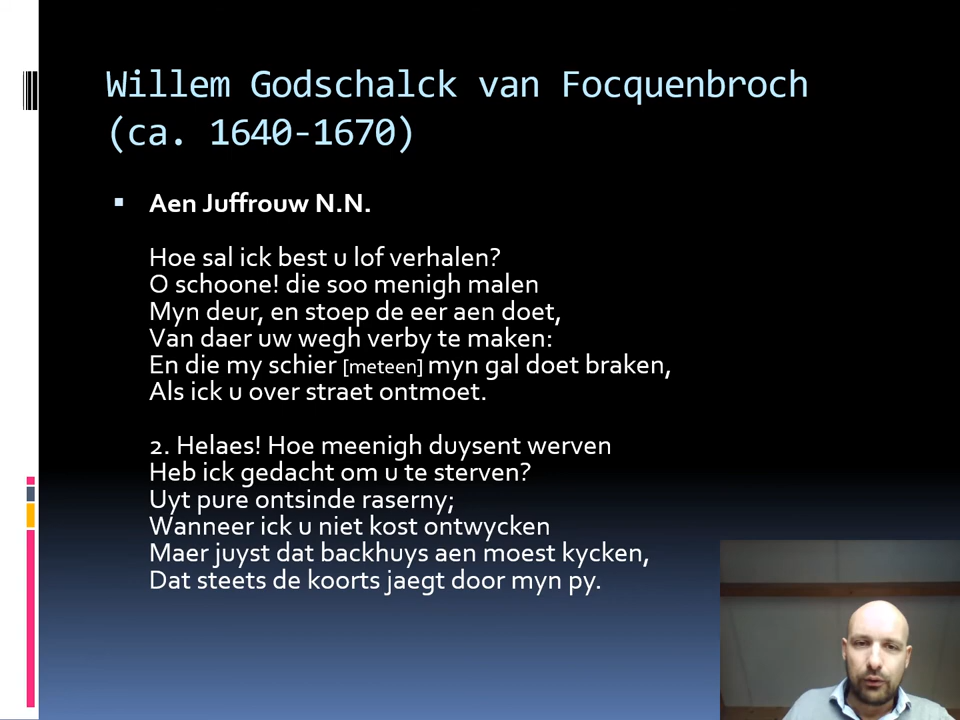 Willem Godschalck van Focquenbroch
(ca. 1640-1670)
Aen Juffrouw N.N.
Hoe sal ick best u lof verhalen?
O schoone! die soo menigh malen
Myn deur, en stoep de eer aen doet,
Van daer uw wegh verby te maken:
En die my schier [meteen] myn gal doet braken,
Als ick u over straet ontmoet.
2. Helaes! Hoe meenigh duysent werven
Heb ick gedacht om u te sterven?
Uyt pure ontsinde raserny;
Wanneer ick u niet kost ontwycken
Maer juyst dat backhuys aen moest kycken,
Dat steets de koorts jaegt door myn py.